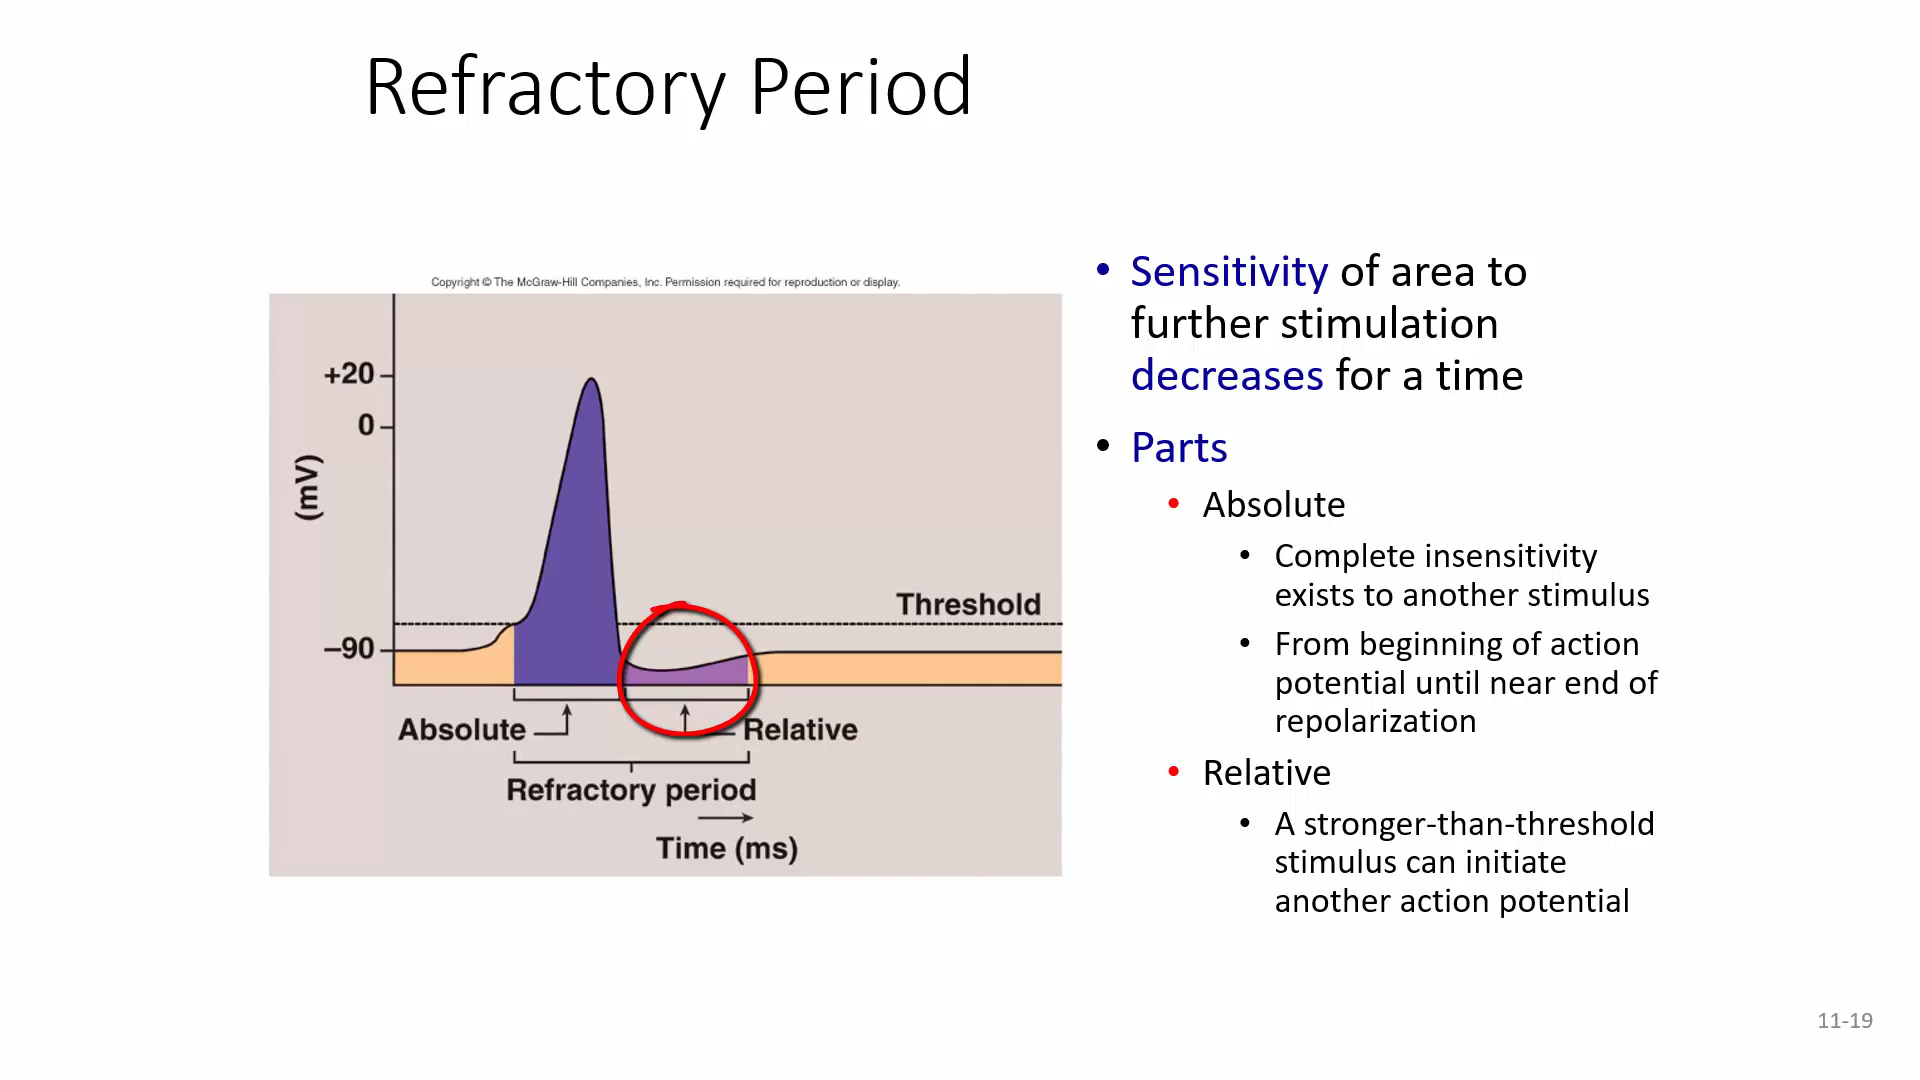 Refractory Period
Copyright © The McGraw-Hill Companies, Inc. Permission required for reproduction or display.
+20
0
(mV)
Threshold
–90
Absolute
Relative
Refractory period
Time (ms)
• Sensitivity of area to
further stimulation
decreases for a time
• Parts
• Absolute
• Complete insensitivity
exists to another stimulus
• From beginning of action
potential until near end of
repolarization
• Relative
• A stronger-than-threshold
stimulus can initiate
another action potential
11-19